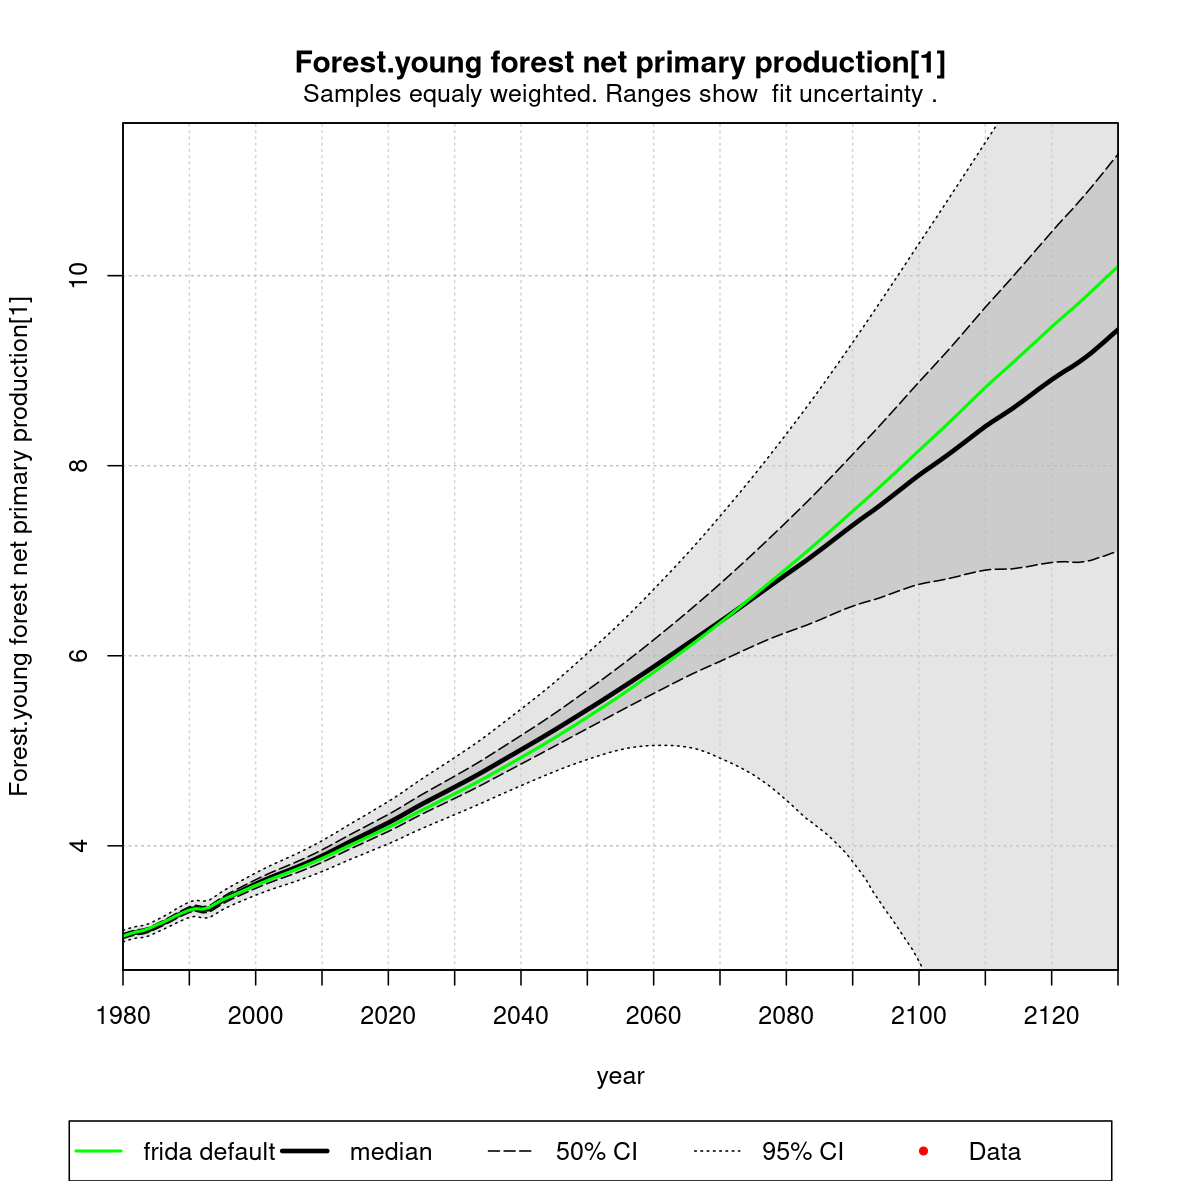 Forest.young forest net primary production[1]
Samples equaly weighted. Ranges show  fit uncertainty .
Forest.young forest net primary production[1]
10
8
6
4
1980 2000 2020 2040 2060 2080 2100 2120
year
frida default median 50% CI 95% CI Data